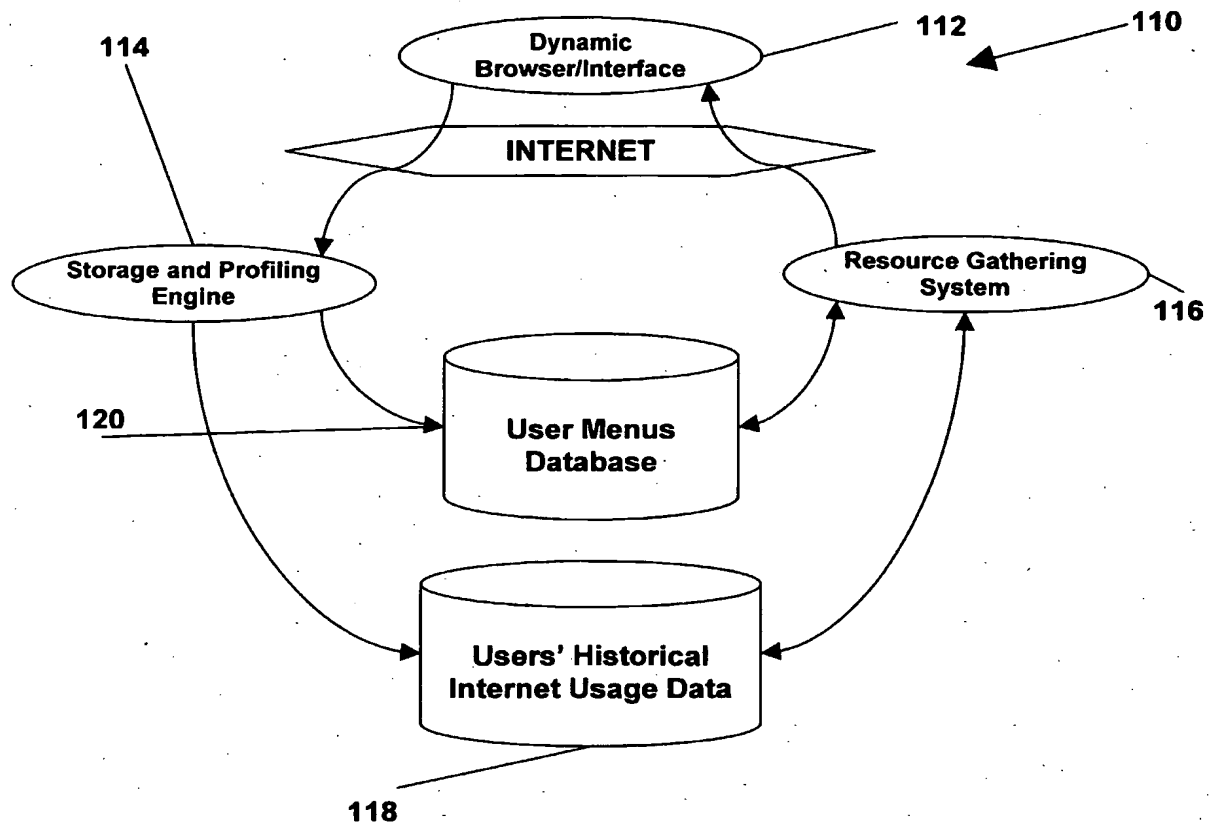 110
112
114
Dynamic
Browser/Interface
INTERNET
Storage and Profiling
Engine
Resource Gathering
System
116
120
User Menus
Database
Users' Historical
Internet Usage Data
118